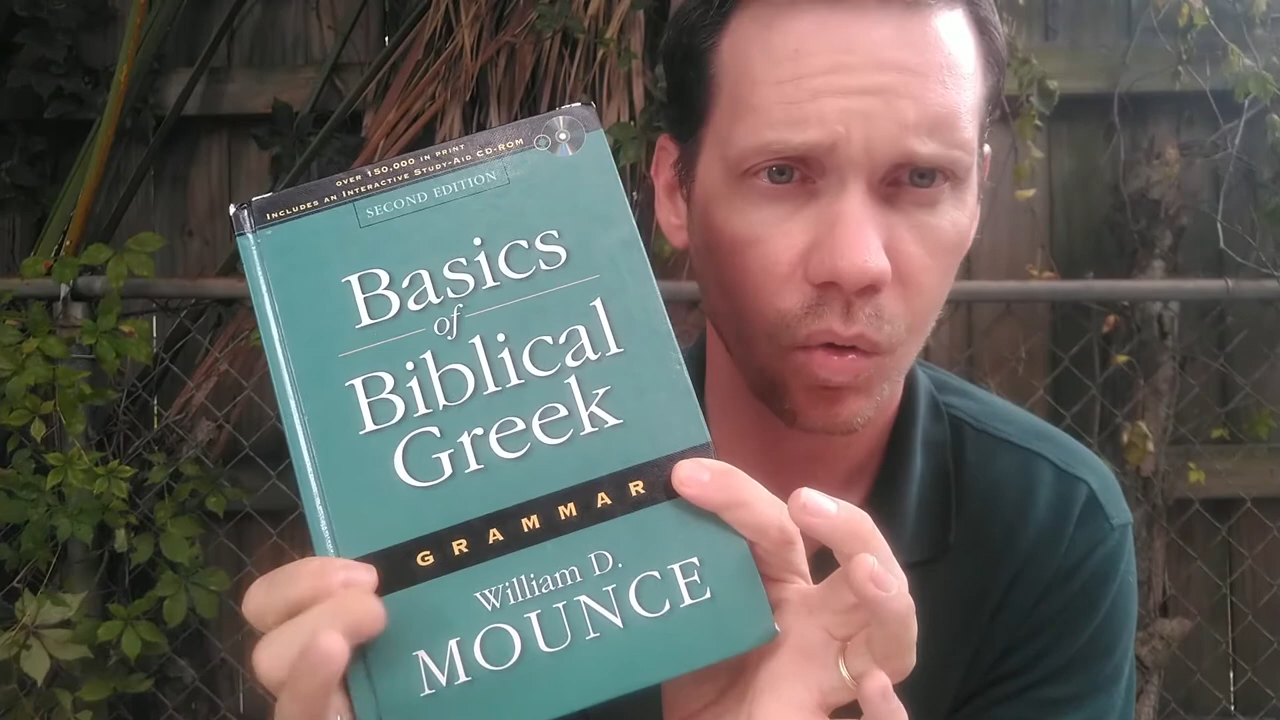 OVER 150,000 IN PRINT
INCLUDES AN INTERACTIVE STUDY-AID CD-ROM
SECOND EDITION
Basics
of
Biblical
Greek
GRAMMAR
William D.
MOUNCE